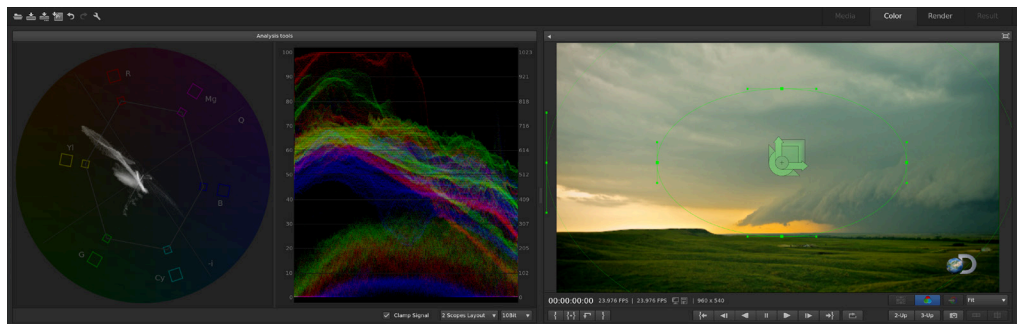 Media Color Render Result
Analysis tools
R
Mg
Q
Yl
B
G
Cy
-I
100 1023
90 921
80 818
70 716
60 614
50 512
40 409
30 307
20 205
10 102
0 0
00:00:00:00 23.976 FPS | 23.976 FPS | 960 x 540 Fit
Clamp Signal 2 Scopes Layout 10Bit 2-Up 3-Up